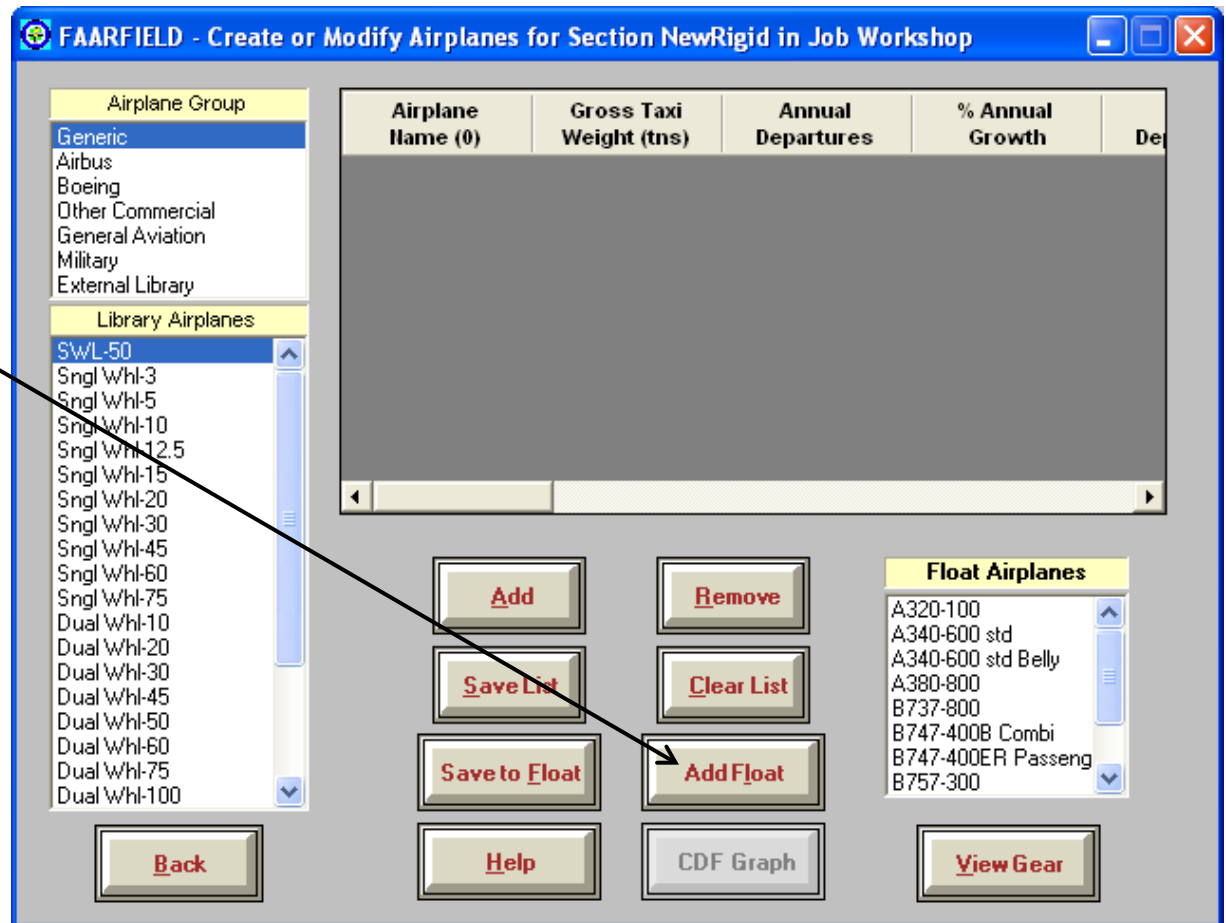 FAARFIELD - Create or Modify Airplanes for Section NewRigid in Job Workshop
Airplane Group
Generic
Airbus
Boeing
Other Commercial
General Aviation
Military
External Library
Library Airplanes
SWL-50
Sngl Whl-3
Sngl Whl-5
Sngl Whl-10
Sngl Whl-12.5
Sngl Whl-15
Sngl Whl-20
Sngl Whl-30
Sngl Whl-45
Sngl Whl-60
Sngl Whl-75
Dual Whl-10
Dual Whl-20
Dual Whl-30
Dual Whl-45
Dual Whl-50
Dual Whl-60
Dual Whl-75
Dual Whl-100
Airplane Name (0)
Gross Taxi Weight (tns)
Annual Departures
% Annual Growth
De
Add
Remove
Save List
Clear List
Save to Float
Add Float
Help
CDF Graph
Back
Float Airplanes
A320-100
A340-600 std
A340-600 std Belly
A380-800
B737-800
B747-400B Combi
B747-400ER Passeng
B757-300
View Gear